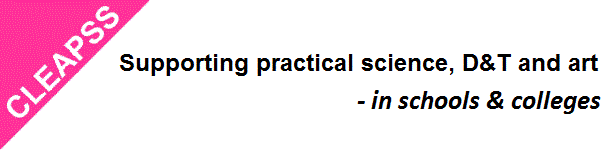 CLEAPSS
Supporting practical science, D&T and art
- in schools & colleges